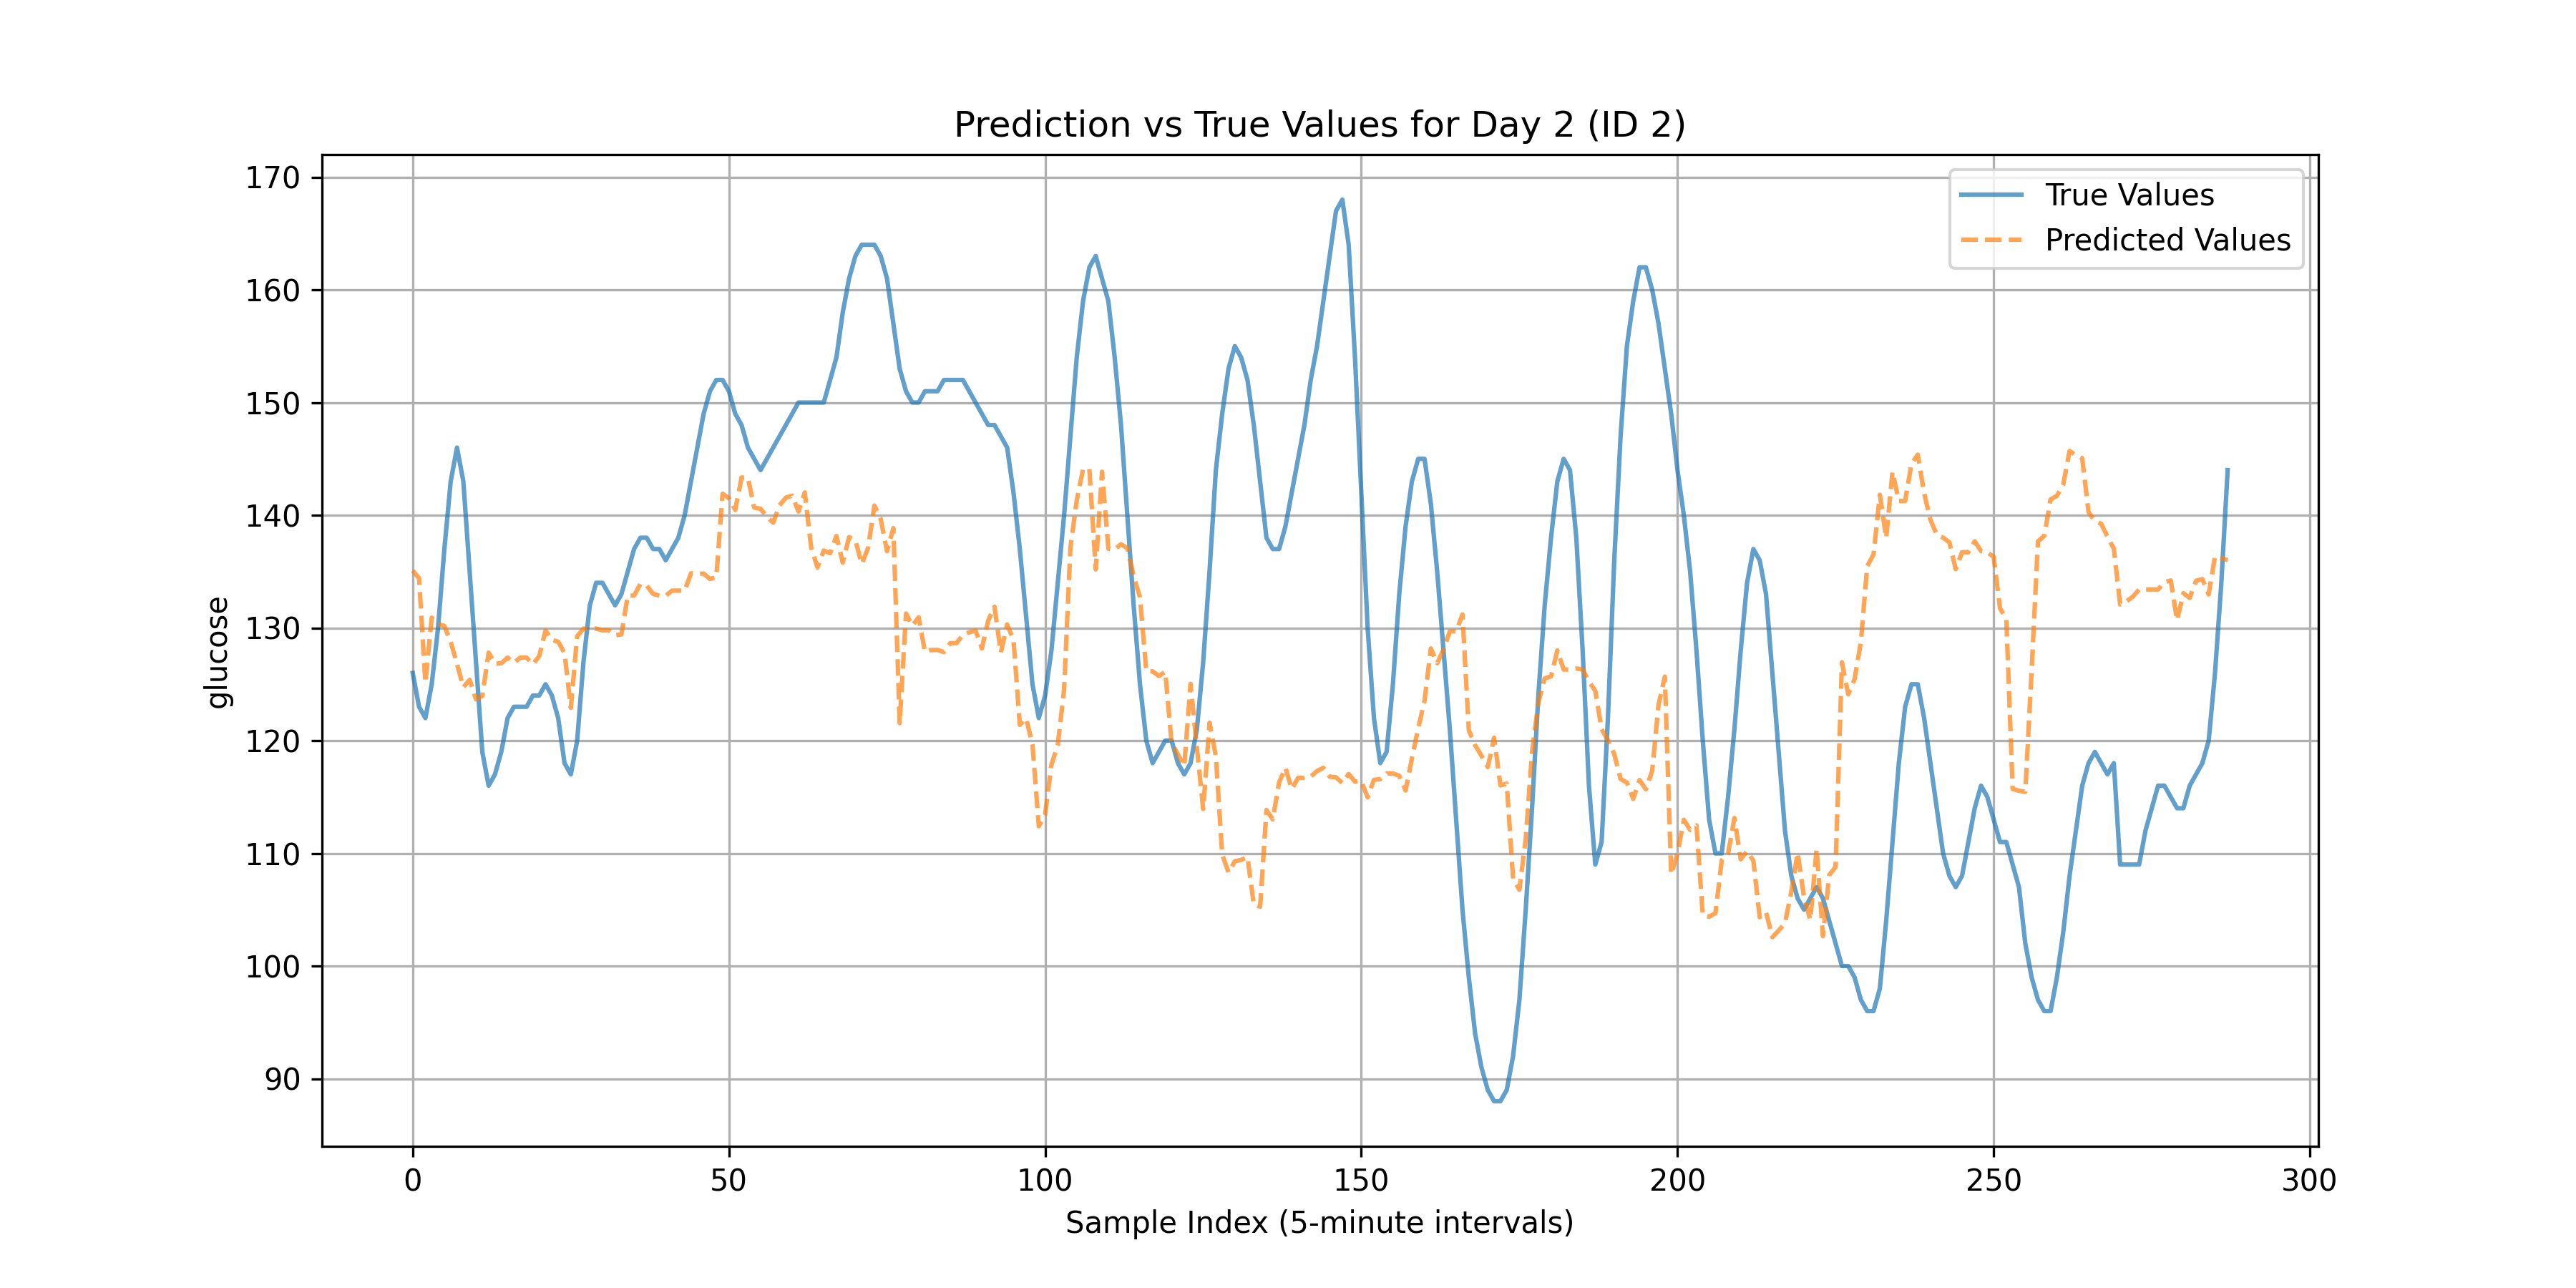 Prediction vs True Values for Day 2 (ID 2)
True Values
Predicted Values
170
160
150
140
130
120
110
100
90
glucose
0 50 100 150 200 250 300
Sample Index (5-minute intervals)